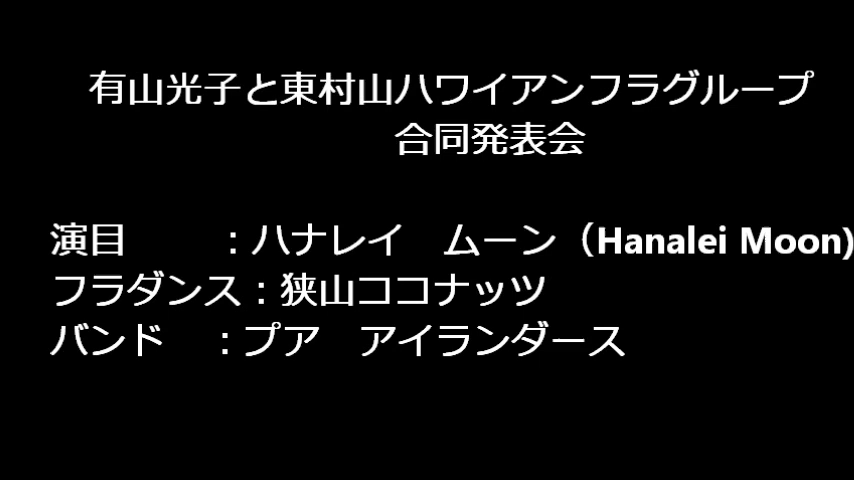 有山光子と東村山ハワイアンフラグループ
合同発表会
演目　　：ハナレイ　ムーン（Hanalei Moon)
フラダンス：狭山ココナッツ
バンド　：プア　アイランダース